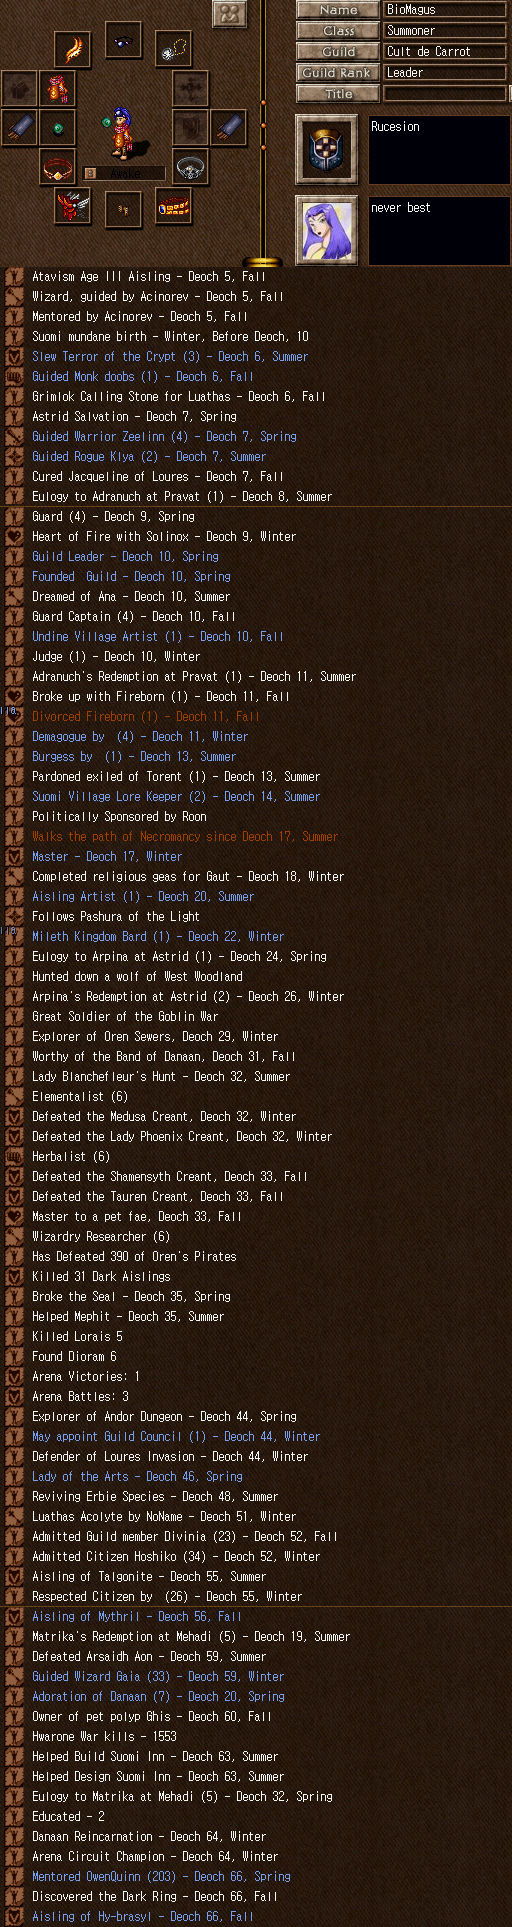 Name BioMagus
Class Summoner
Guild Cult de Carrot
Guild Rank Leader
Title
Rucesion
Awake
never best
Atavism Age III Aisling - Deoch 5, Fall
Wizard, guided by Acinorev - Deoch 5, Fall
Mentored by Acinorev - Deoch 5, Fall
Suomi mundane birth - Winter, Before Deoch, 10
Slew Terror of the Crypt (3) - Deoch 6, Summer
Guided Monk doobs (1) - Deoch 6, Fall
Grimlok Calling Stone for Luathas - Deoch 6, Fall
Astrid Salvation - Deoch 7, Spring
Guided Warrior Zeelinn (4) - Deoch 7, Spring
Guided Rogue Klya (2) - Deoch 7, Summer
Cured Jacqueline of Loures - Deoch 7, Fall
Eulogy to Adranuch at Pravat (1) - Deoch 8, Summer
Guard (4) - Deoch 9, Spring
Heart of Fire with Solinox - Deoch 9, Winter
Guild Leader - Deoch 10, Spring
Founded  Guild - Deoch 10, Spring
Dreamed of Ana - Deoch 10, Summer
Guard Captain (4) - Deoch 10, Fall
Undine Village Artist (1) - Deoch 10, Fall
Judge (1) - Deoch 10, Winter
Adranuch's Redemption at Pravat (1) - Deoch 11, Summer
Broke up with Fireborn (1) - Deoch 11, Fall
Divorced Fireborn (1) - Deoch 11, Fall
Demagogue by  (4) - Deoch 11, Winter
Burgess by  (1) - Deoch 13, Summer
Pardoned exiled of Torent (1) - Deoch 13, Summer
Suomi Village Lore Keeper (2) - Deoch 14, Summer
Politically Sponsored by Roon
Walks the path of Necromancy since Deoch 17, Summer
Master - Deoch 17, Winter
Completed religious geas for Gaut - Deoch 18, Winter
Aisling Artist (1) - Deoch 20, Summer
Follows Pashura of the Light
Mileth Kingdom Bard (1) - Deoch 22, Winter
Eulogy to Arpina at Astrid (1) - Deoch 24, Spring
Hunted down a wolf of West Woodland
Arpina's Redemption at Astrid (2) - Deoch 26, Winter
Great Soldier of the Goblin War
Explorer of Oren Sewers, Deoch 29, Winter
Worthy of the Band of Danaan, Deoch 31, Fall
Lady Blanchefleur's Hunt - Deoch 32, Summer
Elementalist (6)
Defeated the Medusa Creant, Deoch 32, Winter
Defeated the Lady Phoenix Creant, Deoch 32, Winter
Herbalist (6)
Defeated the Shamensyth Creant, Deoch 33, Fall
Defeated the Tauren Creant, Deoch 33, Fall
Master to a pet fae, Deoch 33, Fall
Wizardry Researcher (6)
Has Defeated 390 of Oren's Pirates
Killed 31 Dark Aislings
Broke the Seal - Deoch 35, Spring
Helped Mephit - Deoch 35, Summer
Killed Lorais 5
Found Dioram 6
Arena Victories: 1
Arena Battles: 3
Explorer of Andor Dungeon - Deoch 44, Spring
May appoint Guild Council (1) - Deoch 44, Winter
Defender of Loures Invasion - Deoch 44, Winter
Lady of the Arts - Deoch 46, Spring
Reviving Erbie Species - Deoch 48, Summer
Luathas Acolyte by NoName - Deoch 51, Winter
Admitted Guild member Divinia (23) - Deoch 52, Fall
Admitted Citizen Hoshiko (34) - Deoch 52, Winter
Aisling of Talgonite - Deoch 55, Summer
Respected Citizen by  (26) - Deoch 55, Winter
Aisling of Mythril - Deoch 56, Fall
Matrika's Redemption at Mehadi (5) - Deoch 19, Summer
Defeated Arsaidh Aon - Deoch 59, Summer
Guided Wizard Gaia (33) - Deoch 59, Winter
Adoration of Danaan (7) - Deoch 20, Spring
Owner of pet polyp Ghis - Deoch 60, Fall
Hwarone War kills - 1553
Helped Build Suomi Inn - Deoch 63, Summer
Helped Design Suomi Inn - Deoch 63, Summer
Eulogy to Matrika at Mehadi (5) - Deoch 32, Spring
Educated - 2
Danaan Reincarnation - Deoch 64, Winter
Arena Circuit Champion - Deoch 64, Winter
Mentored OwenQuinn (203) - Deoch 66, Spring
Discovered the Dark Ring - Deoch 66, Fall
Aisling of Hy-brasyl - Deoch 66, Fall